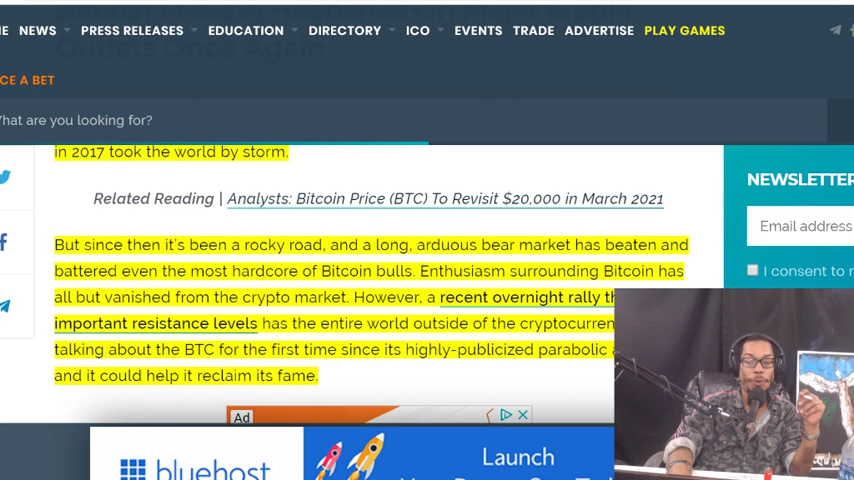 NEWS PRESS RELEASES EDUCATION DIRECTORY ICO EVENTS TRADE ADVERTISE PLAY GAMES
CE A BET
hat are you looking for?
in 2017 took the world by storm.
Related Reading | Analysts: Bitcoin Price (BTC) To Revisit $20,000 in March 2021
NEWSLETTER
But since then it's been a rocky road, and a long, arduous bear market has beaten and
Email address
battered even the most hardcore of Bitcoin bulls. Enthusiasm surrounding Bitcoin has
I consent to
all but vanished from the crypto market. However, a recent overnight rally th
important resistance levels has the entire world outside of the cryptocurren
talking about the BTC for the first time since its highly-publicized parabolic a
and it could help it reclaim its fame.
Ad
bluehost
Launch